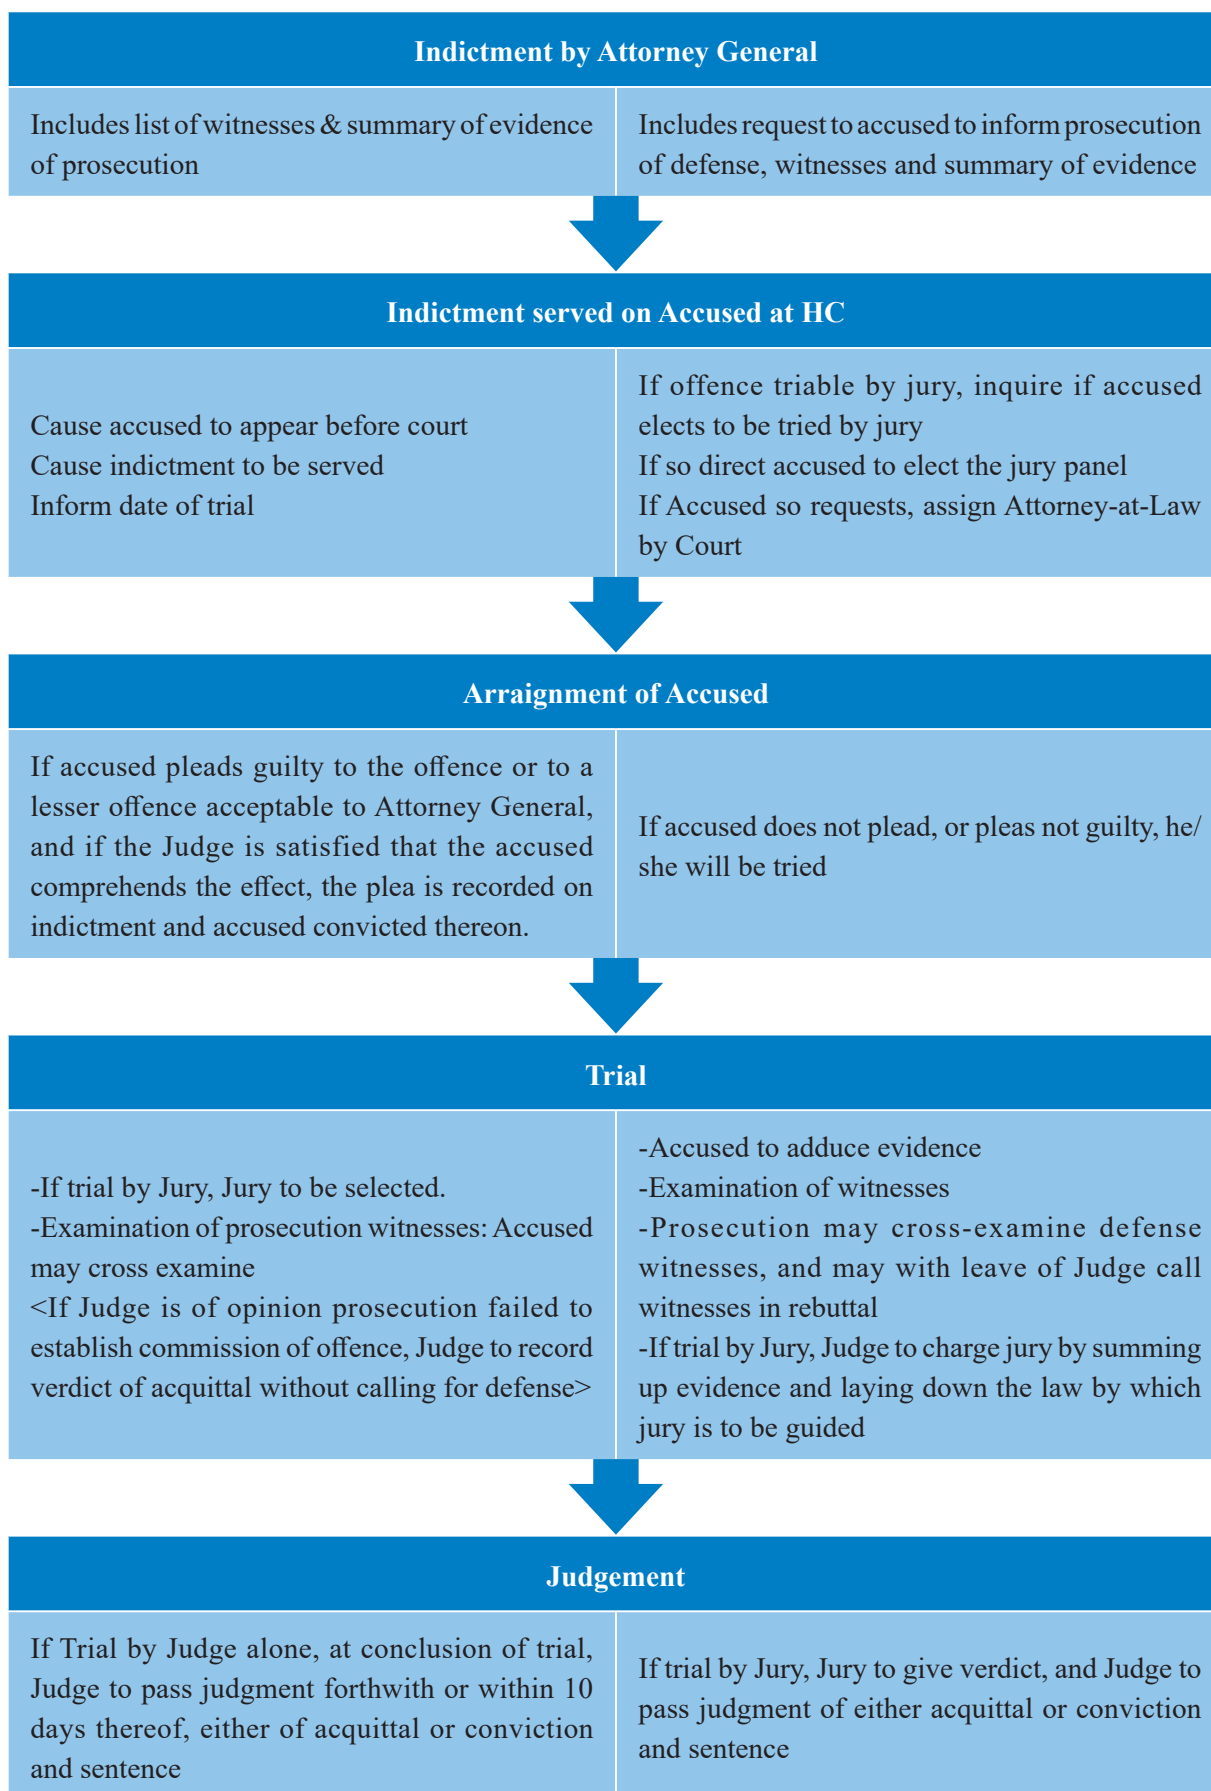 Indictment by Attorney General
Includes list of witnesses & summary of evidence
of prosecution
Includes request to accused to inform prosecution
of defense, witnesses and summary of evidence
Indictment served on Accused at HC
Cause accused to appear before court
Cause indictment to be served
Inform date of trial
If offence triable by jury, inquire if accused
elects to be tried by jury
If so direct accused to elect the jury panel
If Accused so requests, assign Attorney-at-Law
by Court
Arraignment of Accused
If accused pleads guilty to the offence or to a
lesser offence acceptable to Attorney General,
and if the Judge is satisfied that the accused
comprehends the effect, the plea is recorded on
indictment and accused convicted thereon.
If accused does not plead, or pleas not guilty, he/
she will be tried
Trial
-If trial by Jury, Jury to be selected.
-Examination of prosecution witnesses: Accused
may cross examine
<If Judge is of opinion prosecution failed to
establish commission of offence, Judge to record
verdict of acquittal without calling for defense>
-Accused to adduce evidence
-Examination of witnesses
-Prosecution may cross-examine defense
witnesses, and may with leave of Judge call
witnesses in rebuttal
-If trial by Jury, Judge to charge jury by summing
up evidence and laying down the law by which
jury is to be guided
Judgement
If Trial by Judge alone, at conclusion of trial,
Judge to pass judgment forthwith or within 10
days thereof, either of acquittal or conviction
and sentence
If trial by Jury, Jury to give verdict, and Judge to
pass judgment of either acquittal or conviction
and sentence